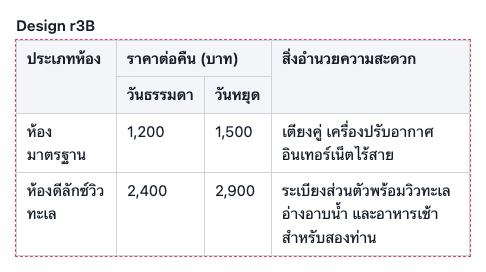 Design r3B
ประเภทห้อง ราคาต่อคืน (บาท) สิ่งอำนวยความสะดวก
วันธรรมดา วันหยุด
ห้อง 1,200 1,500 เตียงคู่ เครื่องปรับอากาศ
มาตรฐาน อินเทอร์เน็ตไร้สาย
ห้องดีลักซ์วิว 2,400 2,900 ระเบียงส่วนตัวพร้อมวิวทะเล
ทะเล อ่างอาบน้ำ และอาหารเช้า
สำหรับสองท่าน